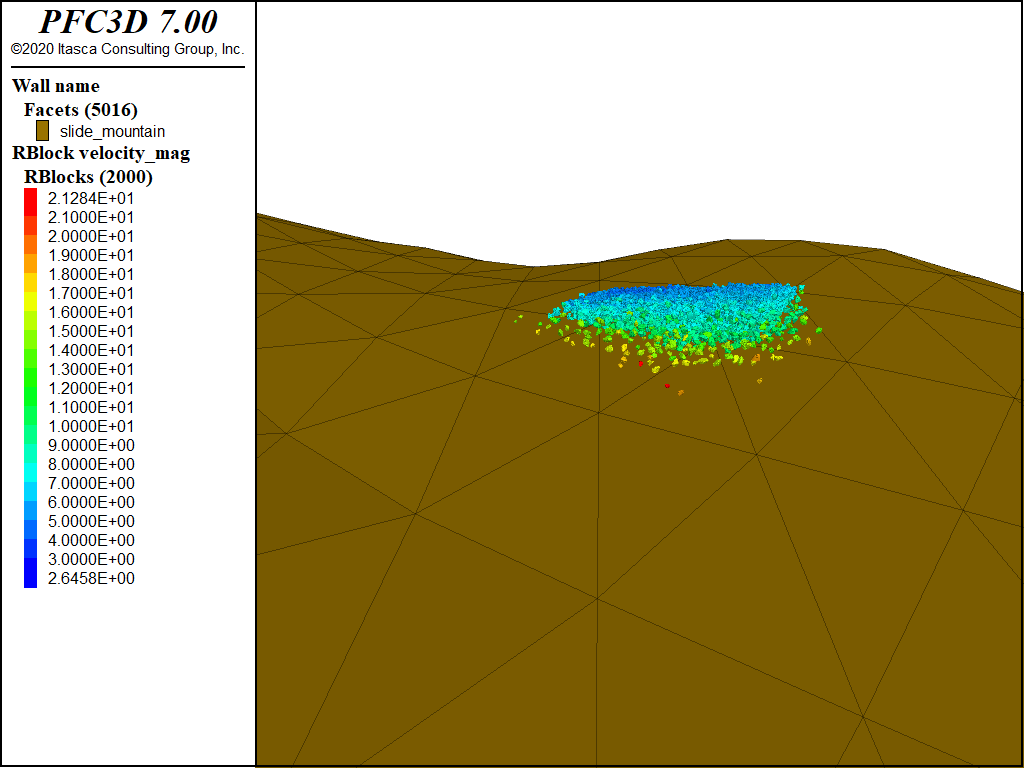 PFC3D 7.00
©2020 Itasca Consulting Group, Inc.
Wall name
Facets (5016)
slide_mountain
RBlock velocity_mag
RBlocks (2000)
2.1284E+01
2.1000E+01
2.0000E+01
1.9000E+01
1.8000E+01
1.7000E+01
1.6000E+01
1.5000E+01
1.4000E+01
1.3000E+01
1.2000E+01
1.1000E+01
1.0000E+01
9.0000E+00
8.0000E+00
7.0000E+00
6.0000E+00
5.0000E+00
4.0000E+00
3.0000E+00
2.6458E+00